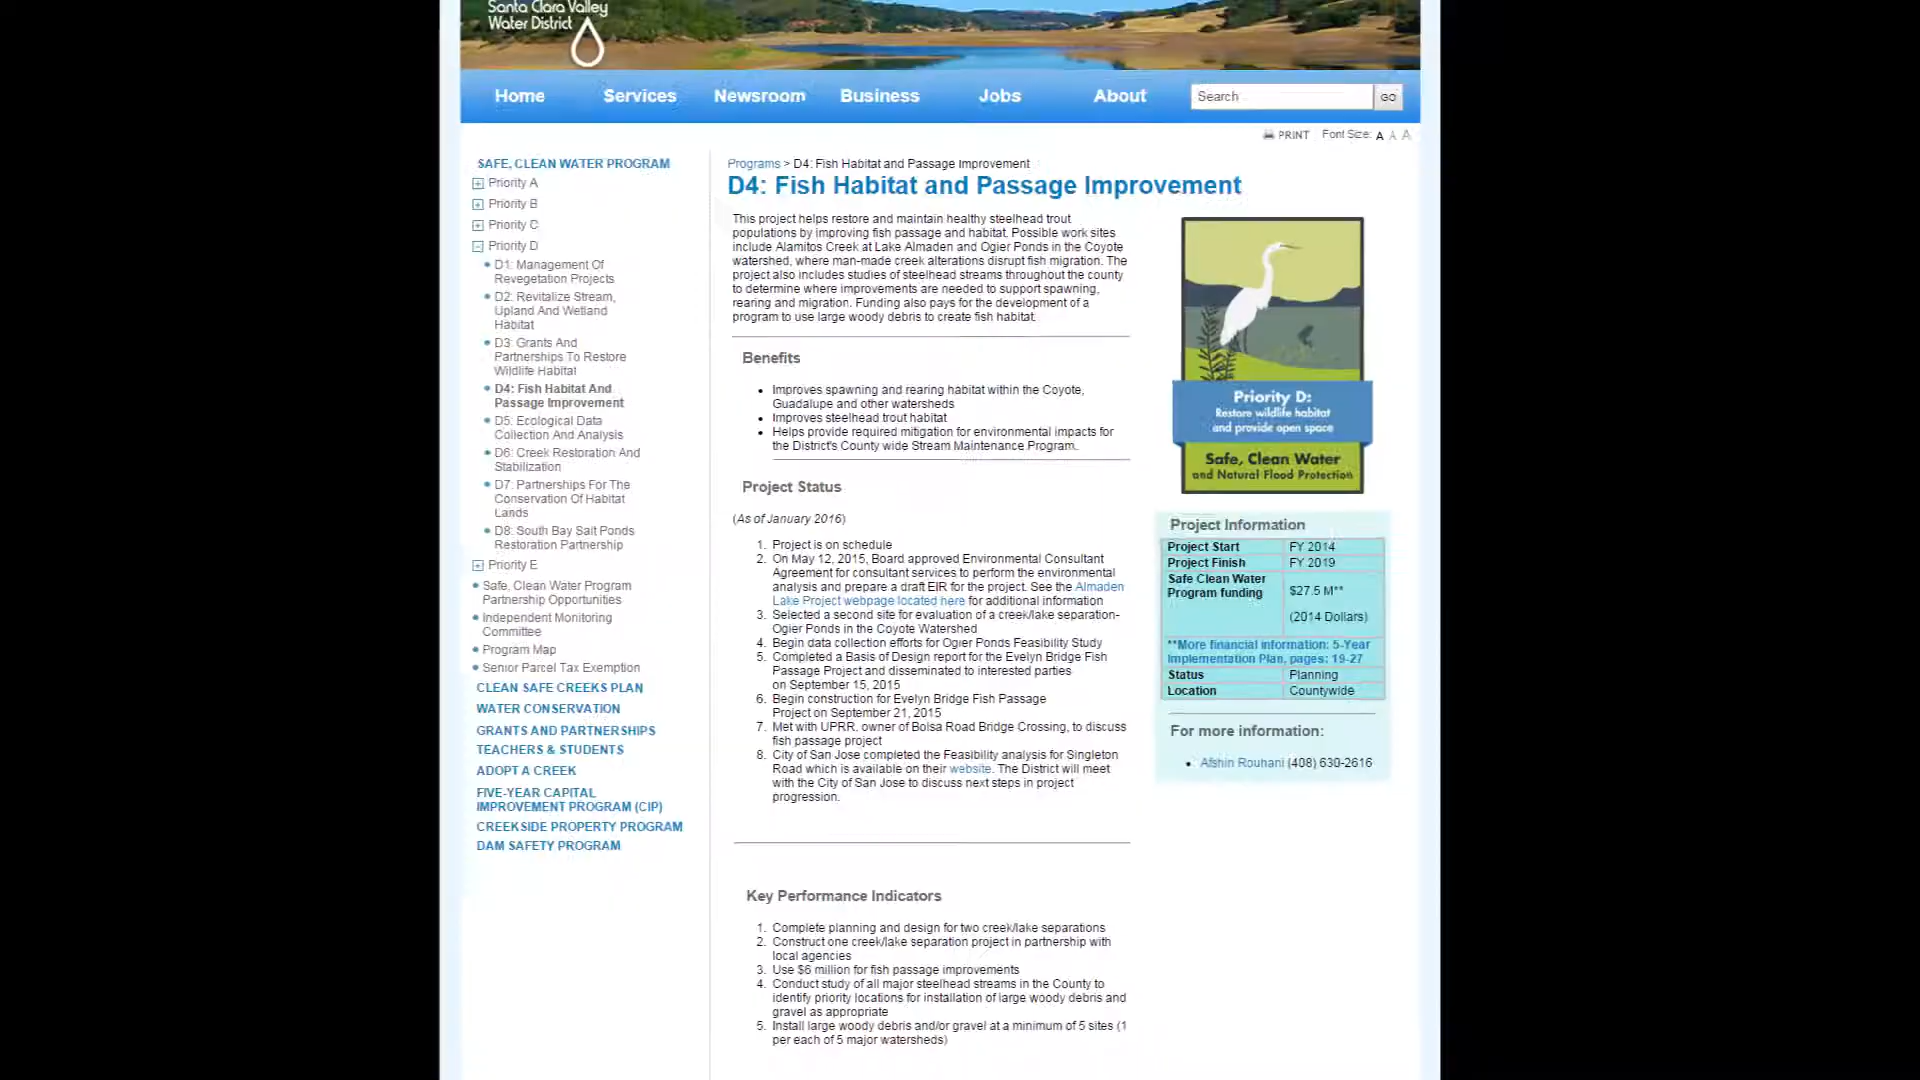 Santa Clara Valley
Water District
Home Services Newsroom Business Jobs About Search GO
PRINT Font Size: A A A
SAFE, CLEAN WATER PROGRAM
Priority A
Priority B
Priority C
Priority D
D1: Management Of
Revegetation Projects
D2: Revitalize Stream,
Upland And Wetland
Habitat
D3: Grants And
Partnerships To Restore
Wildlife Habitat
D4: Fish Habitat And
Passage Improvement
D5: Ecological Data
Collection And Analysis
D6: Creek Restoration And
Stabilization
D7: Partnerships For The
Conservation Of Habitat
Lands
D8: South Bay Salt Ponds
Restoration Partnership
Priority E
Safe, Clean Water Program
Partnership Opportunities
Independent Monitoring
Committee
Program Map
Senior Parcel Tax Exemption
CLEAN SAFE CREEKS PLAN
WATER CONSERVATION
GRANTS AND PARTNERSHIPS
TEACHERS & STUDENTS
ADOPT A CREEK
FIVE-YEAR CAPITAL
IMPROVEMENT PROGRAM (CIP)
CREEKSIDE PROPERTY PROGRAM
DAM SAFETY PROGRAM
Programs > D4: Fish Habitat and Passage Improvement
D4: Fish Habitat and Passage Improvement
This project helps restore and maintain healthy steelhead trout
populations by improving fish passage and habitat. Possible work sites
include Alamitos Creek at Lake Almaden and Ogier Ponds in the Coyote
watershed, where man-made creek alterations disrupt fish migration. The
project also includes studies of steelhead streams throughout the county
to determine where improvements are needed to support spawning,
rearing and migration. Funding also pays for the development of a
program to use large woody debris to create fish habitat.
Benefits
Improves spawning and rearing habitat within the Coyote,
Guadalupe and other watersheds
Improves steelhead trout habitat
Helps provide required mitigation for environmental impacts for
the District's County wide Stream Maintenance Program.
Project Status
(As of January 2016)
1. Project is on schedule
2. On May 12, 2015, Board approved Environmental Consultant
Agreement for consultant services to perform the environmental
analysis and prepare a draft EIR for the project. See the Almaden
Lake Project webpage located here for additional information
3. Selected a second site for evaluation of a creek/lake separation-
Ogier Ponds in the Coyote Watershed
4. Begin data collection efforts for Ogier Ponds Feasibility Study
5. Completed a Basis of Design report for the Evelyn Bridge Fish
Passage Project and disseminated to interested parties
on September 15, 2015
6. Begin construction for Evelyn Bridge Fish Passage
Project on September 21, 2015
7. Met with UPRR, owner of Bolsa Road Bridge Crossing, to discuss
fish passage project
8. City of San Jose completed the Feasibility analysis for Singleton
Road which is available on their website. The District will meet
with the City of San Jose to discuss next steps in project
progression.
Key Performance Indicators
1. Complete planning and design for two creek/lake separations
2. Construct one creek/lake separation project in partnership with
local agencies
3. Use $6 million for fish passage improvements
4. Conduct study of all major steelhead streams in the County to
identify priority locations for installation of large woody debris and
gravel as appropriate
5. Install large woody debris and/or gravel at a minimum of 5 sites (1
per each of 5 major watersheds)
Priority D:
Restore wildlife habitat
and provide open space
Safe, Clean Water
and Natural Flood Protection
Project Information
Project Start FY 2014
Project Finish FY 2019
Safe Clean Water
Program funding $27.5 M**
(2014 Dollars)
**More financial information: 5-Year
Implementation Plan, pages: 19-27
Status Planning
Location Countywide
For more information:
Afshin Rouhani (408) 630-2616